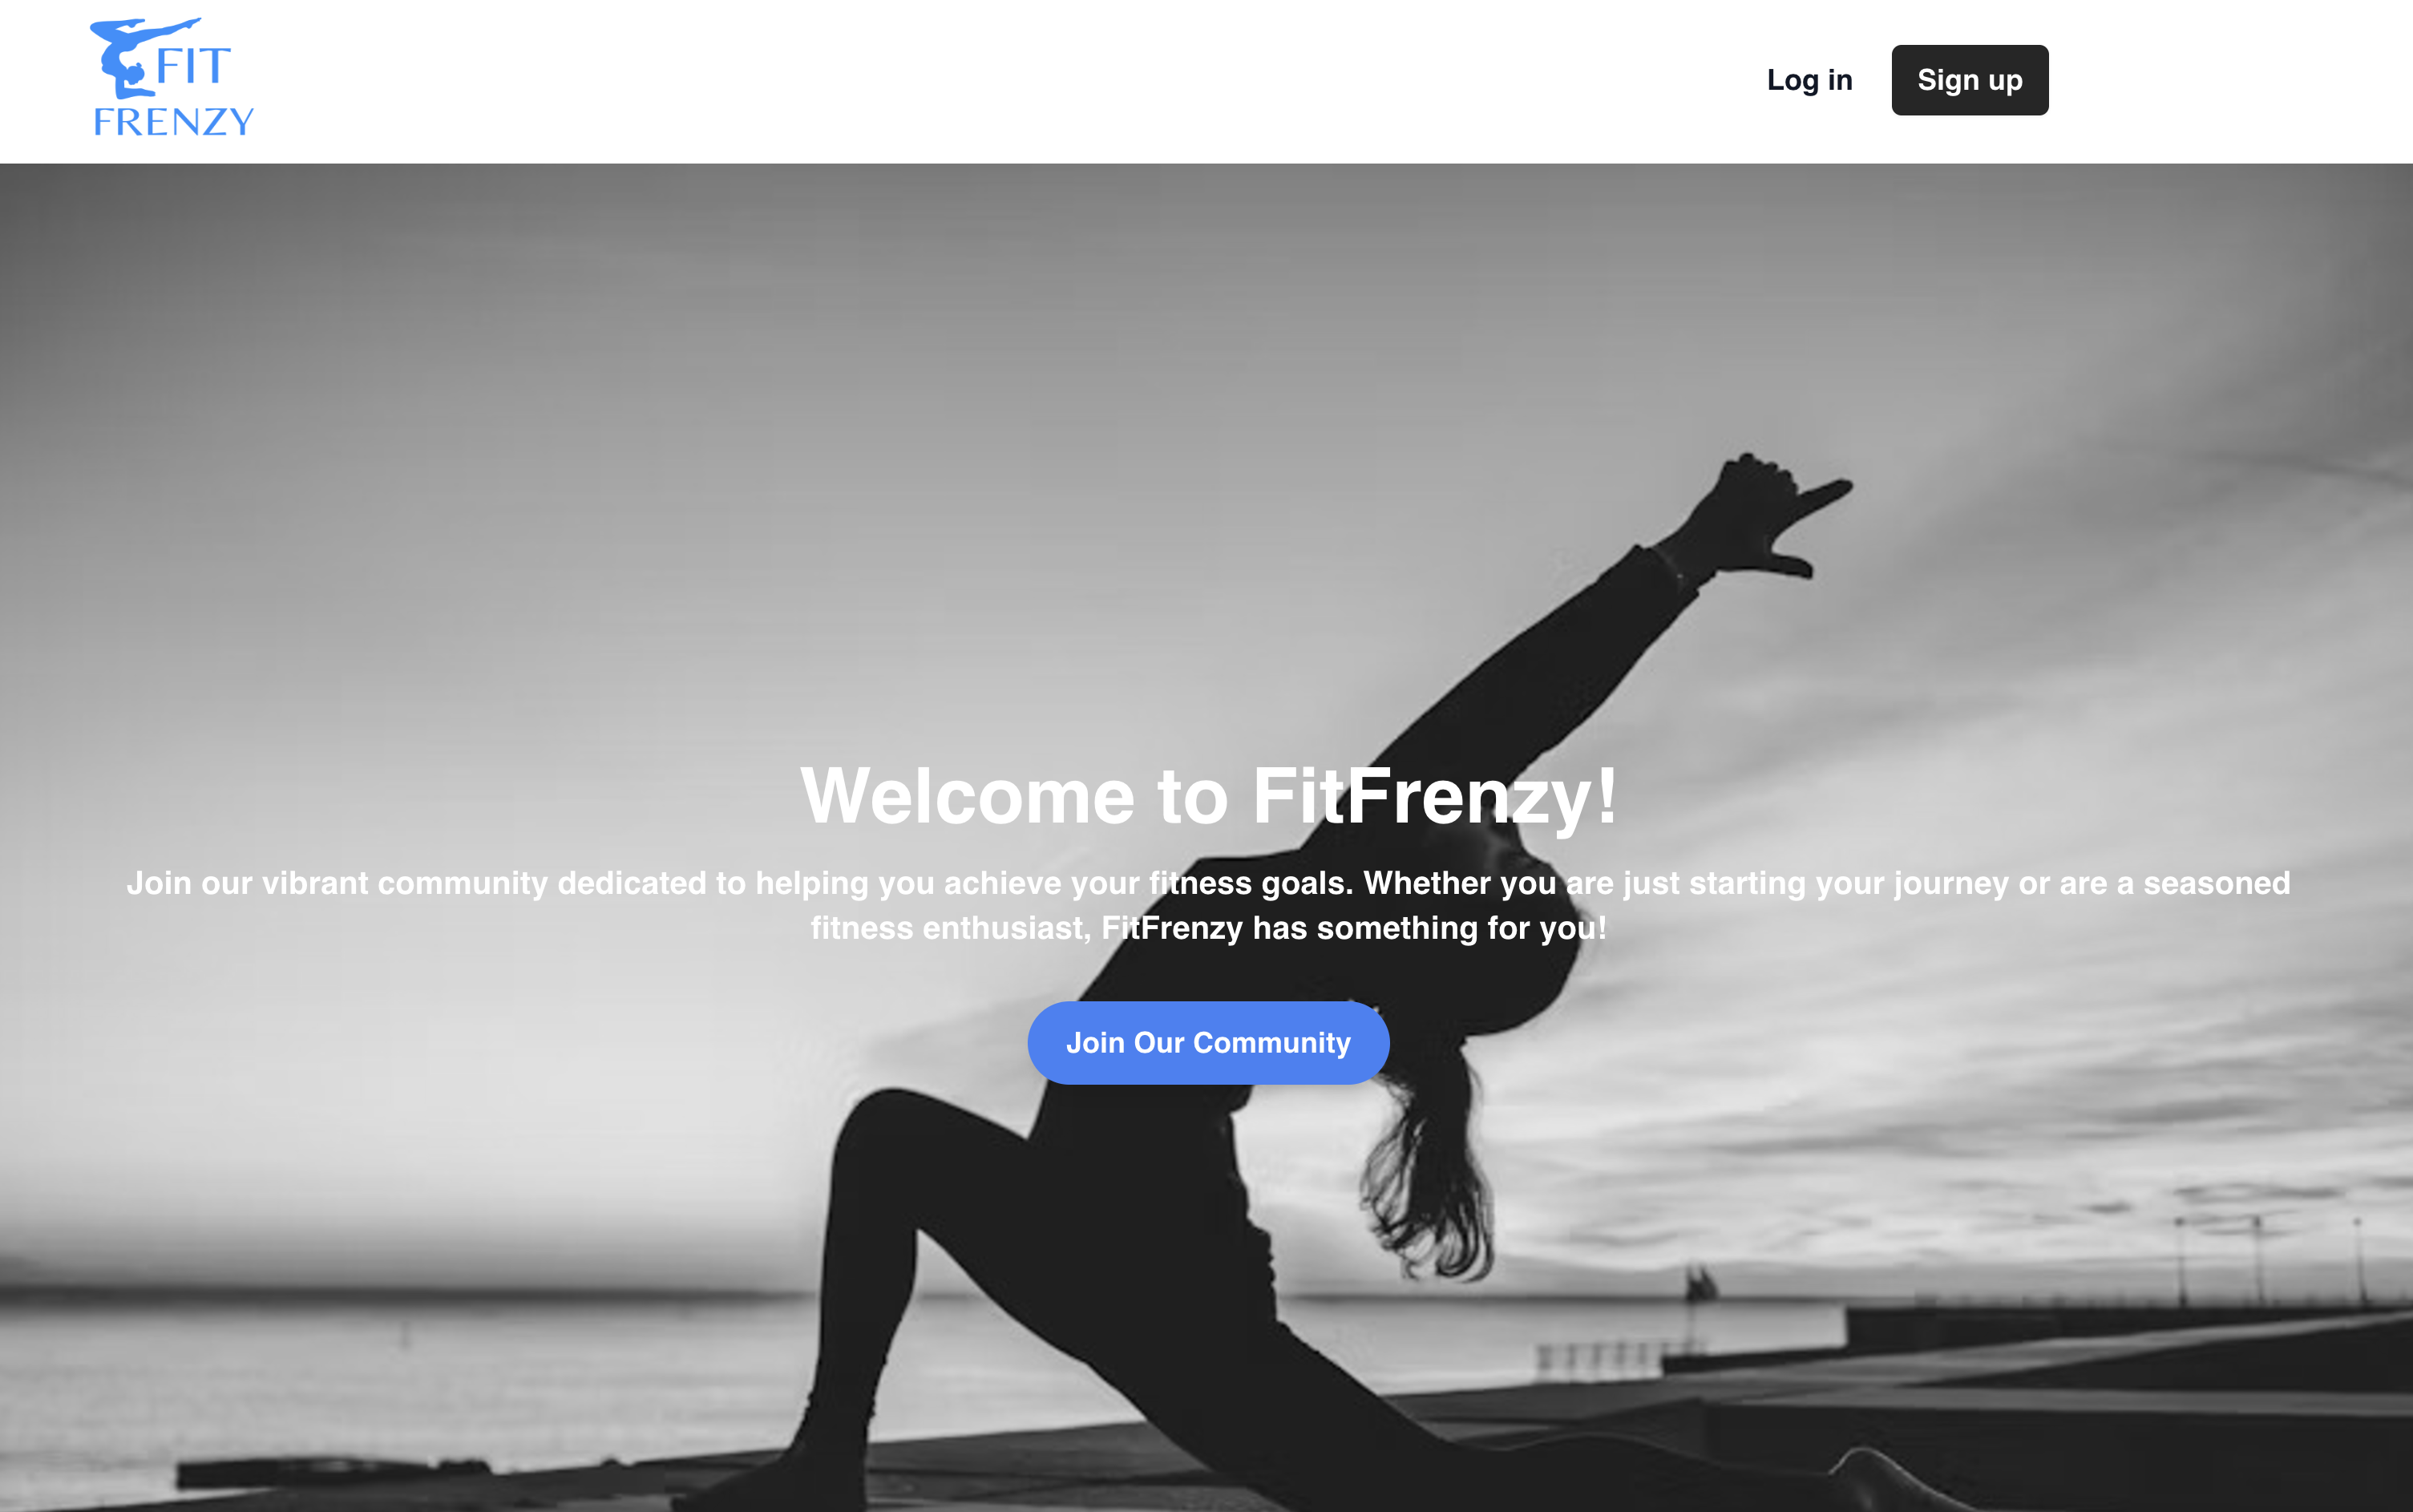 FIT
FRENZY
Log in
Sign up
Welcome to FitFrenzy!
Join our vibrant community dedicated to helping you achieve your fitness goals. Whether you are just starting your journey or are a seasoned
fitness enthusiast, FitFrenzy has something for you!
Join Our Community